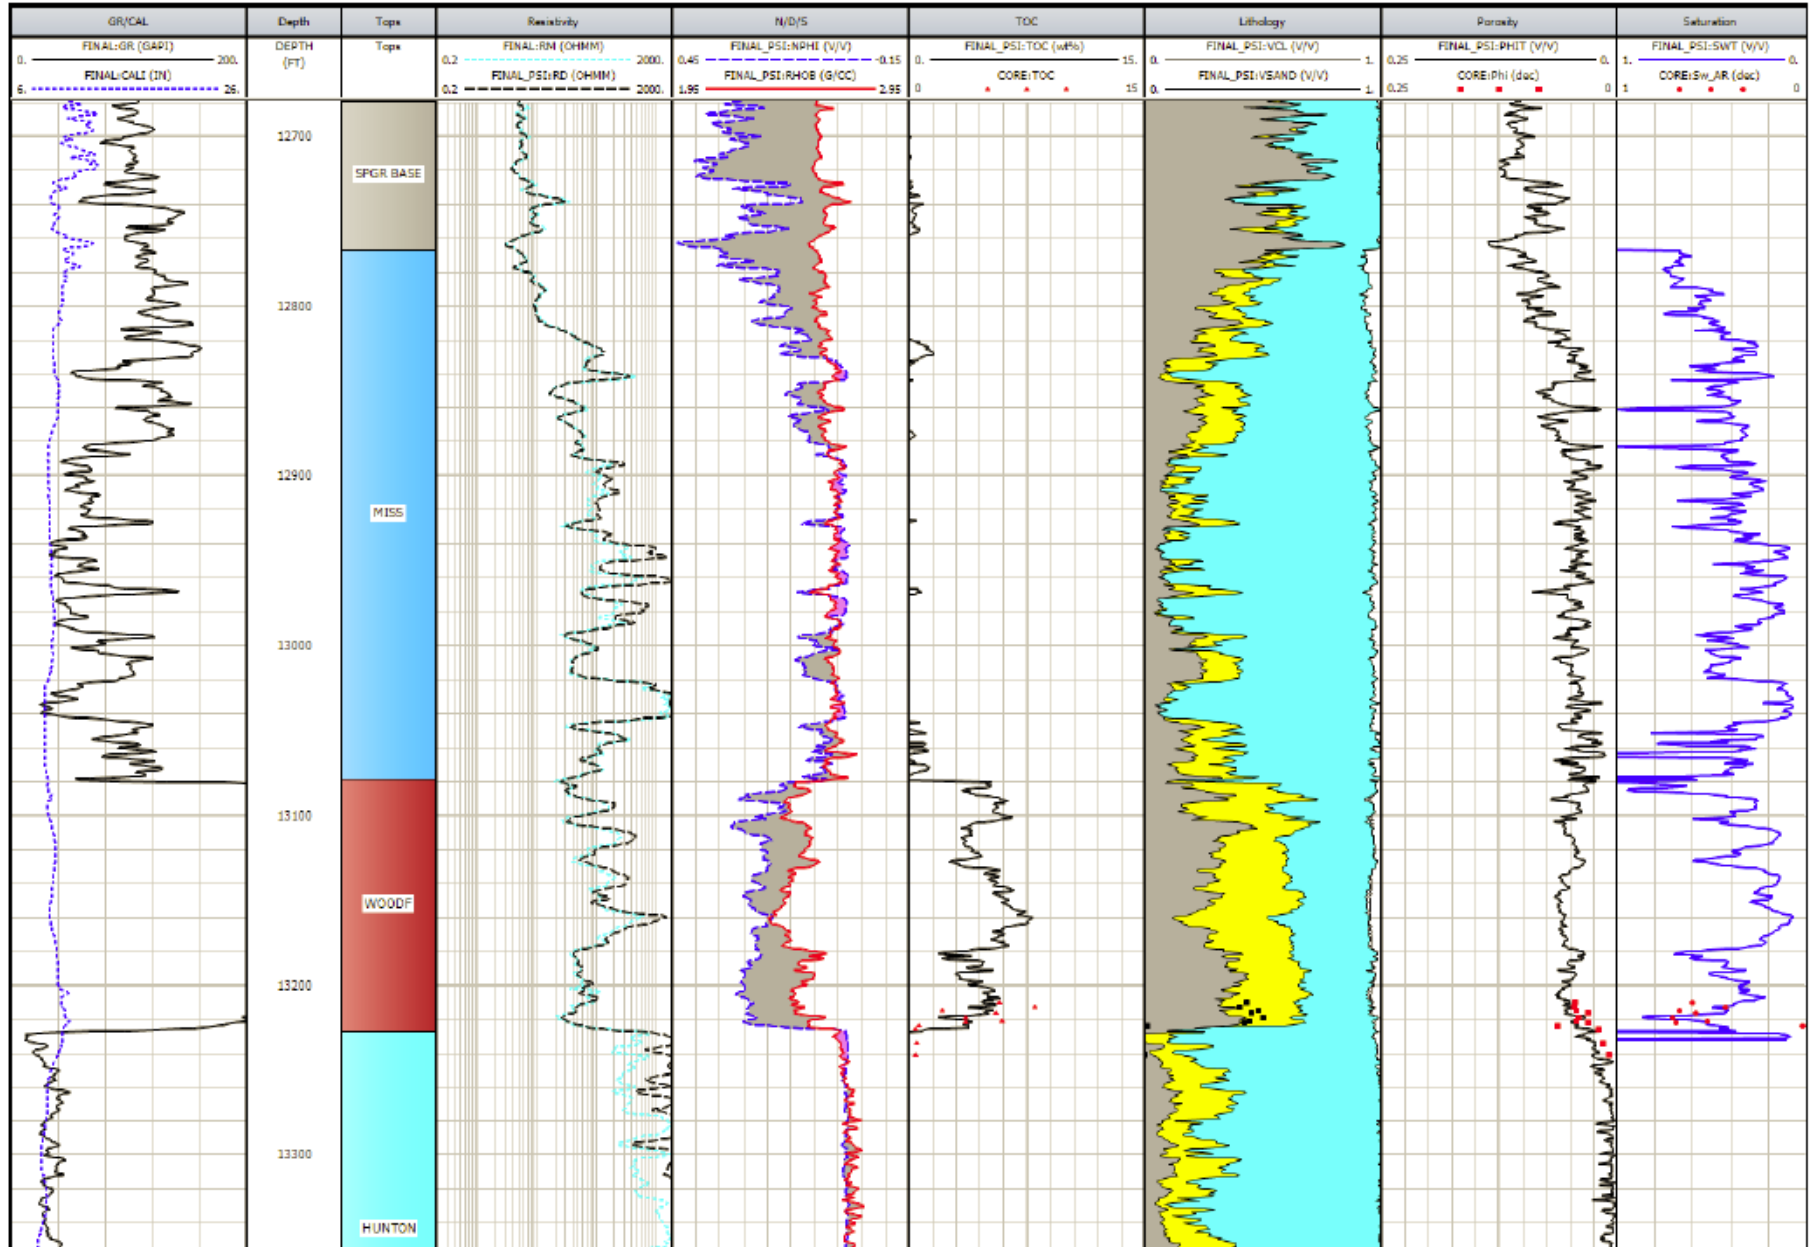 GR/CAL Depth Tops Resistivity N/D/S TOC Lithology Porosity Saturation
FINAL:GR (GAPI)
0. 200.
FINAL:CALI (IN)
6. 26.
DEPTH
(FT)
Tops
FINAL:RM (OHMM)
0.2 2000.
FINAL_PSI:RD (OHMM)
0.2 2000.
FINAL_PSI:NPHI (V/V)
0.45 -0.15
FINAL_PSI:RHOB (G/CC)
1.95 2.95
FINAL_PSI:TOC (wt%)
0. 15.
CORE:TOC
0 15
FINAL_PSI:VCL (V/V)
0. 1.
FINAL_PSI:VSAND (V/V)
0. 1.
FINAL_PSI:PHIT (V/V)
0.25 0.
CORE:Phi (dec)
0.25 0
FINAL_PSI:SWT (V/V)
1. 0.
CORE:Sw_AR (dec)
1 0
12700
SPGR BASE
12800
12900
MISS
13000
13100
WOODF
13200
13300
HUNTON